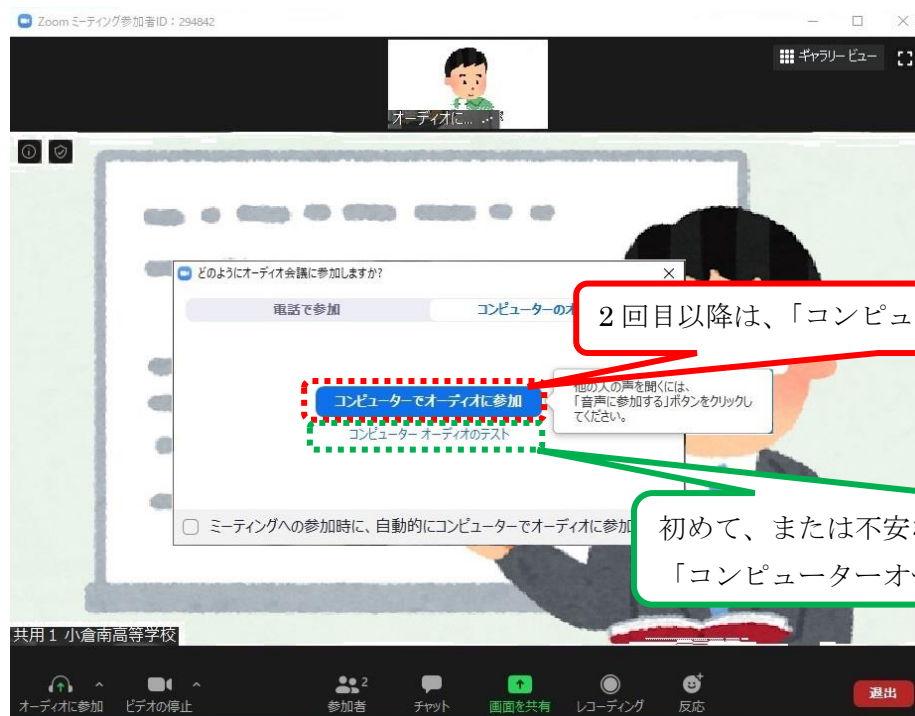 Zoom ミーティング参加者ID：294842
ギャラリー ビュー
オーディオに...
どのようにオーディオ会議に参加しますか?
電話で参加
コンピューターの
2 回目以降は、「コンピュ
コンピューターでオーディオに参加
他の人の声を聞くには、
「音声に参加する」ボタンをクリックし
てください。
コンピューター オーディオのテスト
ミーティングへの参加時に、自動的にコンピューターでオーディオに参加
初めて、または不安
「コンピューターオ
共用１ 小倉南高等学校
オーディオに参加
ビデオの停止
2
参加者
チャット
画面を共有
レコーディング
反応
退出